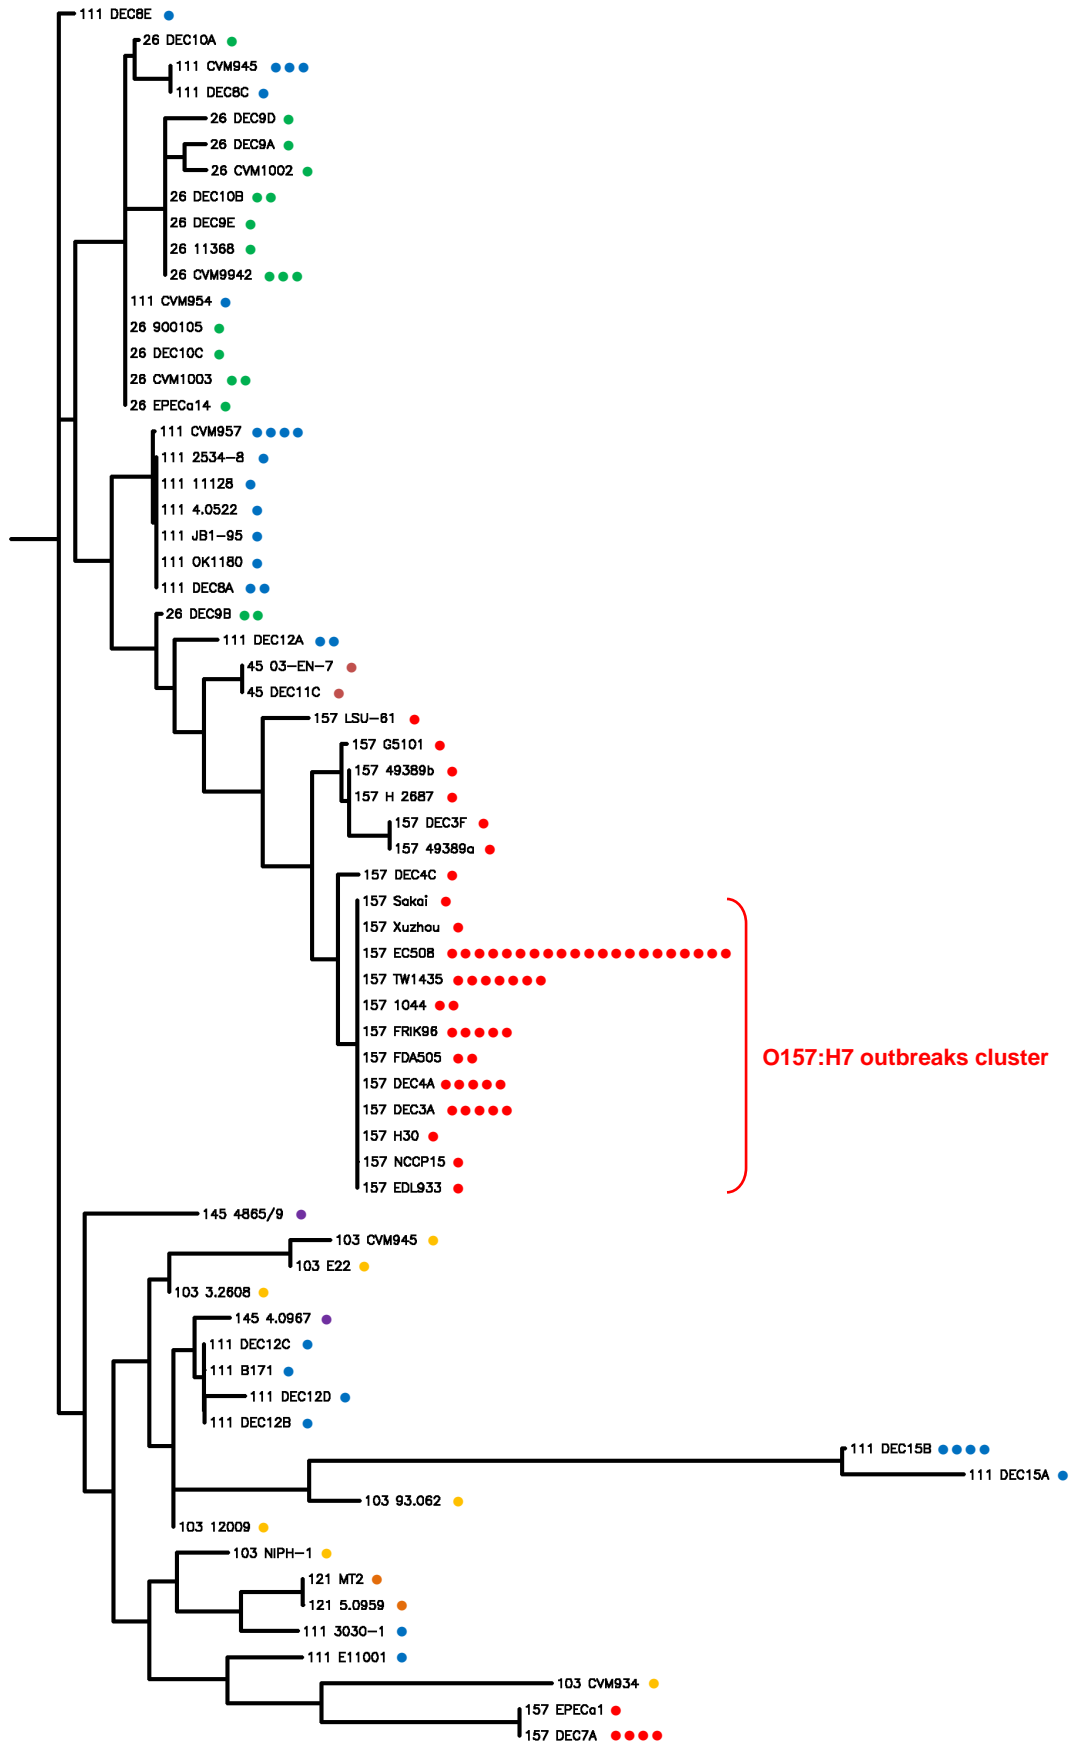 111 DEC8E
26 DEC10A
111 CVM945
111 DEC8C
26 DEC9D
26 DEC9A
26 CVM1002
26 DEC10B
26 DEC9E
26 11368
26 CVM9942
111 CVM954
26 900105
26 DEC10C
26 CVM1003
26 EPECa14
111 CVM957
111 2534-8
111 11128
111 4.0522
111 JB1-95
111 OK1180
111 DEC8A
26 DEC9B
111 DEC12A
45 03-EN-7
45 DEC11C
157 LSU-61
157 G5101
157 49389b
157 H 2687
157 DEC3F
157 49389a
157 DEC4C
157 Sakai
157 Xuzhou
157 EC508
157 TW1435
157 1044
157 FRIK96
157 FDA505
O157:H7 outbreaks cluster
157 DEC4A
157 DEC3A
157 H30
157 NCCP15
157 EDL933
145 4865/9
103 CVM945
103 E22
103 3.2608
145 4.0967
111 DEC12C
111 B171
111 DEC12D
111 DEC12B
111 DEC15B
111 DEC15A
103 93.062
103 12009
103 NIPH-1
121 MT2
121 5.0959
111 3030-1
111 E11001
103 CVM934
157 EPECa1
157 DEC7A